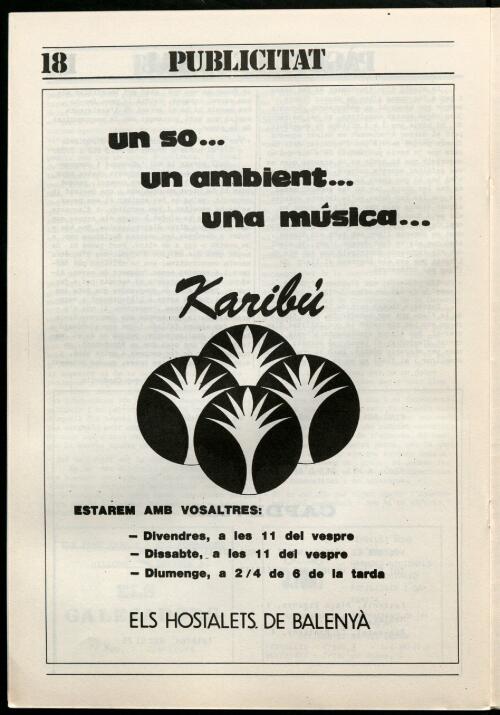 18 PUBLICITAT
un so...
un ambient...
una música...
Karibú
ESTAREM AMB VOSALTRES:
– Divendres, a les 11 del vespre
– Dissabte, a les 11 del vespre
– Diumenge, a 2/4 de 6 de la tarda
ELS HOSTALETS DE BALENYÀ